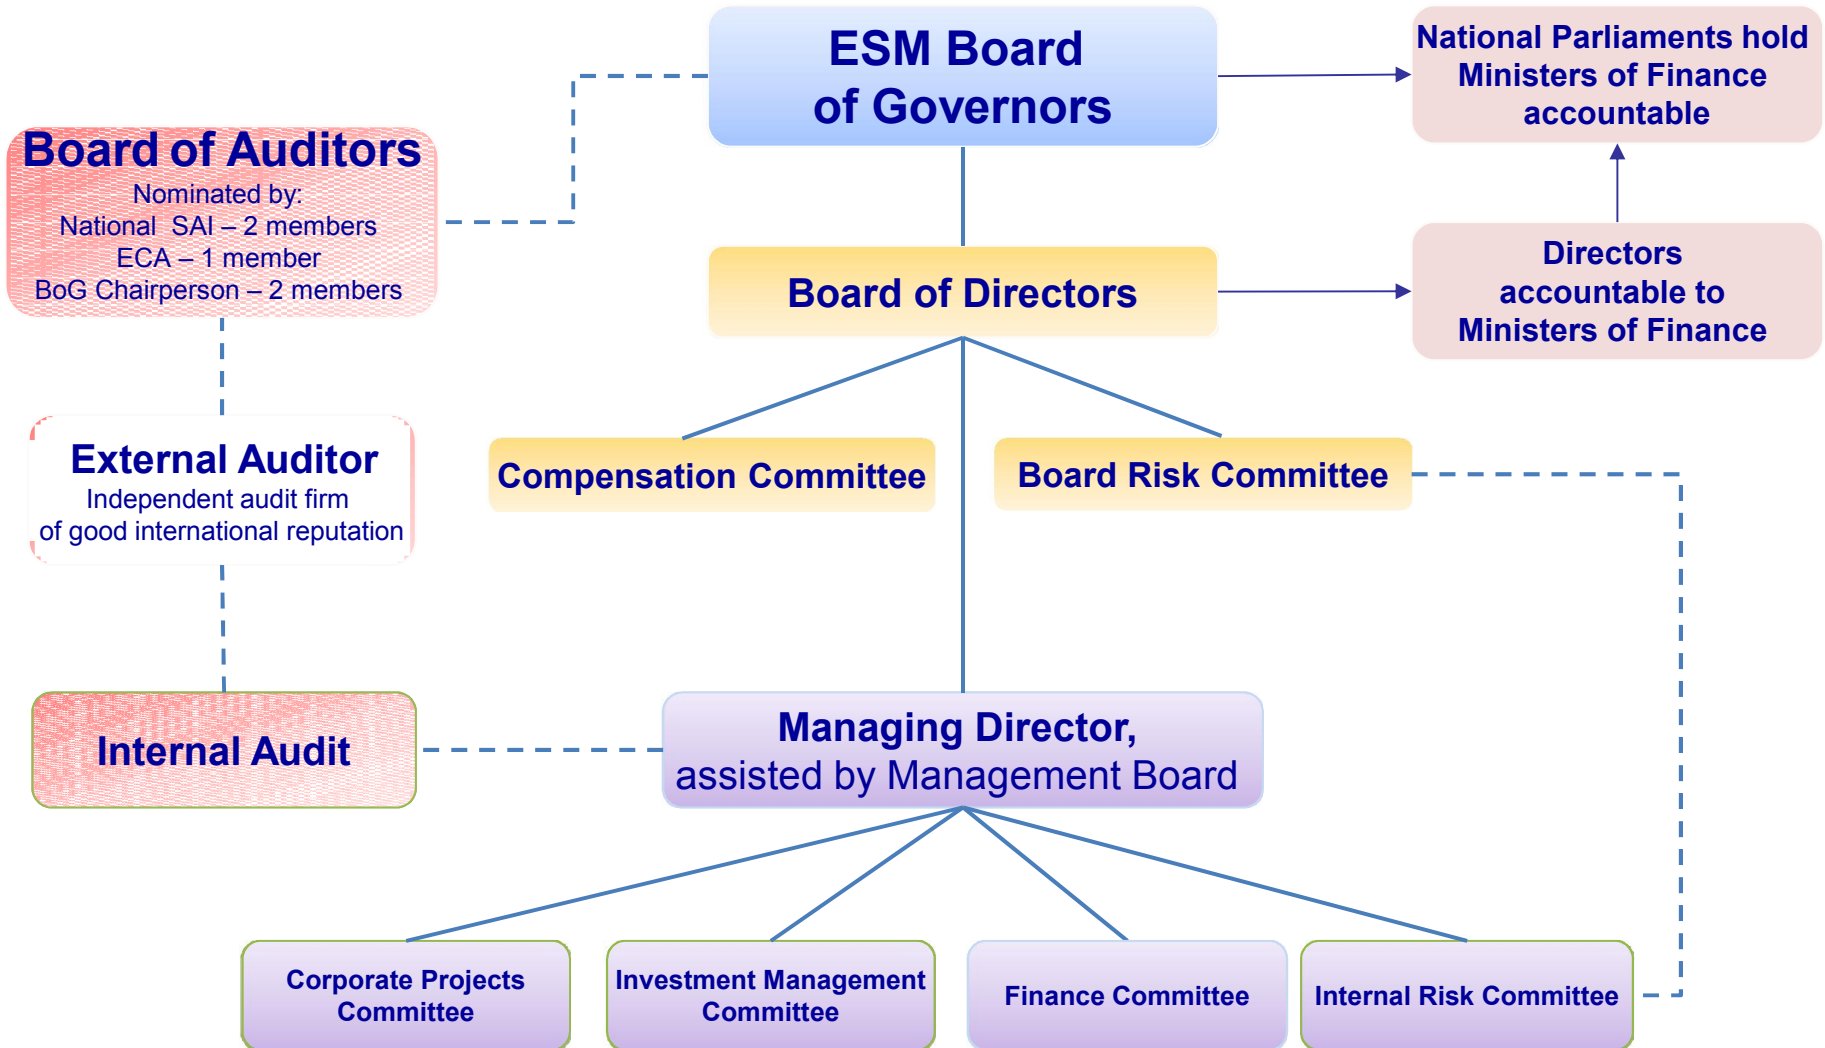 ESM Board
of Governors
National Parliaments hold
Ministers of Finance
accountable
Board of Auditors
Nominated by:
National SAI – 2 members
ECA – 1 member
BoG Chairperson – 2 members
Board of Directors
Directors
accountable to
Ministers of Finance
External Auditor
Independent audit firm
of good international reputation
Compensation Committee
Board Risk Committee
Internal Audit
Managing Director,
assisted by Management Board
Corporate Projects
Committee
Investment Management
Committee
Finance Committee
Internal Risk Committee